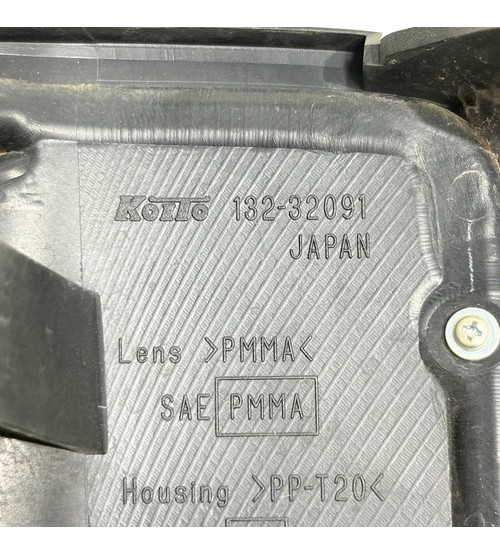 KOITO 132-32091
JAPAN
Lens >PMMA<
SAE PMMA
Housing >PP-T20<